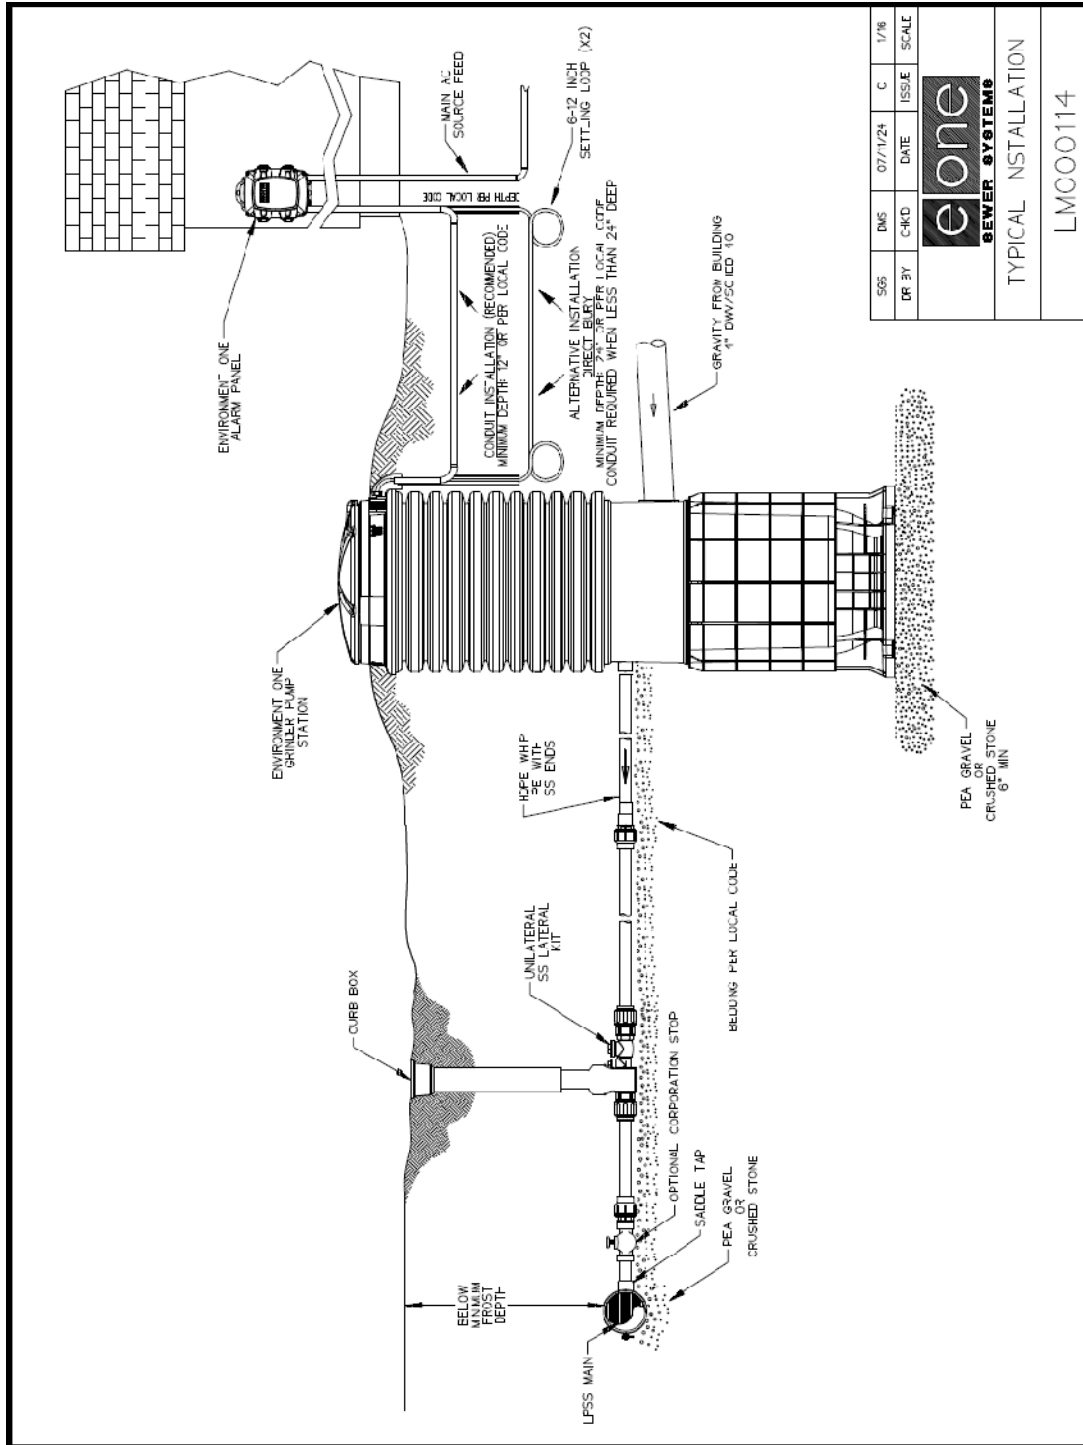 ENVIRONMENT ONE
ALARM PANEL
MAIN AC
SOURCE FEED
6-12 INCH
SETTLING LOOP (X2)
DEPTH PER LOCAL CODE
CONDUIT INSTALLATION (RECOMMENDED)
MINIMUM DEPTH: 12" OR PER LOCAL CODE
ALTERNATIVE INSTALLATION
DIRECT BURY
MINIMUM DEPTH: 24" OR PER LOCAL CODE
CONDUIT REQUIRED WHEN LESS THAN 24" DEEP
GRAVITY FROM BUILDING
4" DWV/SCHED 40
ENVIRONMENT ONE
GRINDER PUMP
STATION
HDPE WHIP
PE WITH
SS ENDS
PEA GRAVEL
OR
CRUSHED STONE
6" MIN
CURB BOX
UNILATERAL
SS LATERAL
KIT
BEDDING PER LOCAL CODE
OPTIONAL CORPORATION STOP
SADDLE TAP
PEA GRAVEL
OR
CRUSHED STONE
BELOW
MINIMUM
FROST
DEPTH
LPSS MAIN
SGS DMS 07/11/24 C 1/16
DR BY CHK'D DATE ISSUE SCALE
eone
SEWER SYSTEMS
TYPICAL INSTALLATION
LM000114